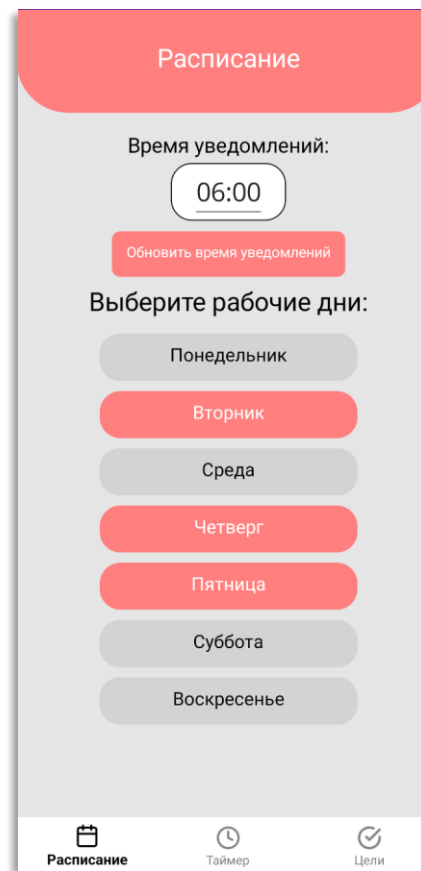 Расписание
Время уведомлений:
06:00
Обновить время уведомлений
Выберите рабочие дни:
Понедельник
Вторник
Среда
Четверг
Пятница
Суббота
Воскресенье
Расписание Таймер Цели